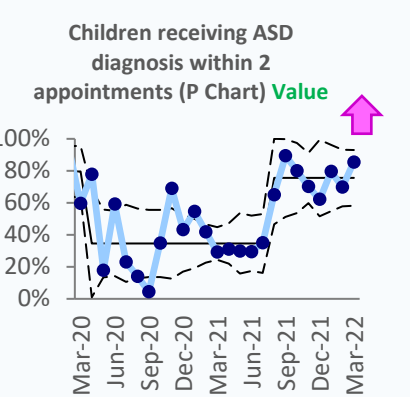 Children receiving ASD
diagnosis within 2
appointments (P Chart) Value
100%
80%
60%
40%
20%
0%
Mar-20
Jun-20
Sep-20
Dec-20
Mar-21
Jun-21
Sep-21
Dec-21
Mar-22